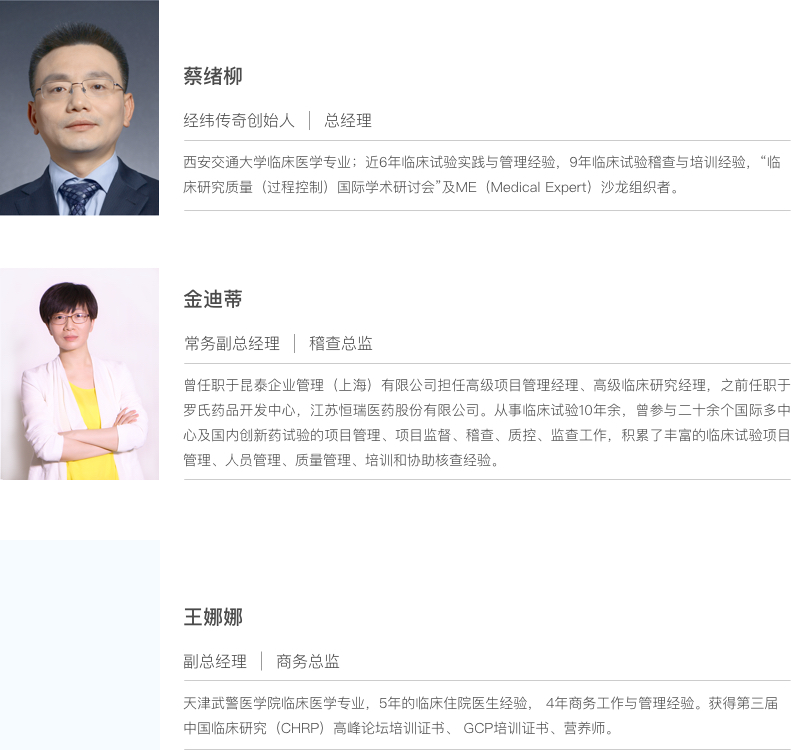 蔡绪柳
经纬传奇创始人 | 总经理
西安交通大学临床医学专业；近6年临床试验实践与管理经验，9年临床试验稽查与培训经验，“临
床研究质量（过程控制）国际学术研讨会”及ME（Medical Expert）沙龙组织者。
金迪蒂
常务副总经理 | 稽查总监
曾任职于昆泰企业管理（上海）有限公司担任高级项目管理经理、高级临床研究经理，之前任职于
罗氏药品开发中心，江苏恒瑞医药股份有限公司。从事临床试验10年余，曾参与二十余个国际多中
心及国内创新药试验的项目管理、项目监督、稽查、质控、监查工作，积累了丰富的临床试验项目
管理、人员管理、质量管理、培训和协助核查经验。
王娜娜
副总经理 | 商务总监
天津武警医学院临床医学专业，5年的临床住院医生经验， 4年商务工作与管理经验。获得第三届
中国临床研究（CHRP）高峰论坛培训证书、 GCP培训证书、营养师。